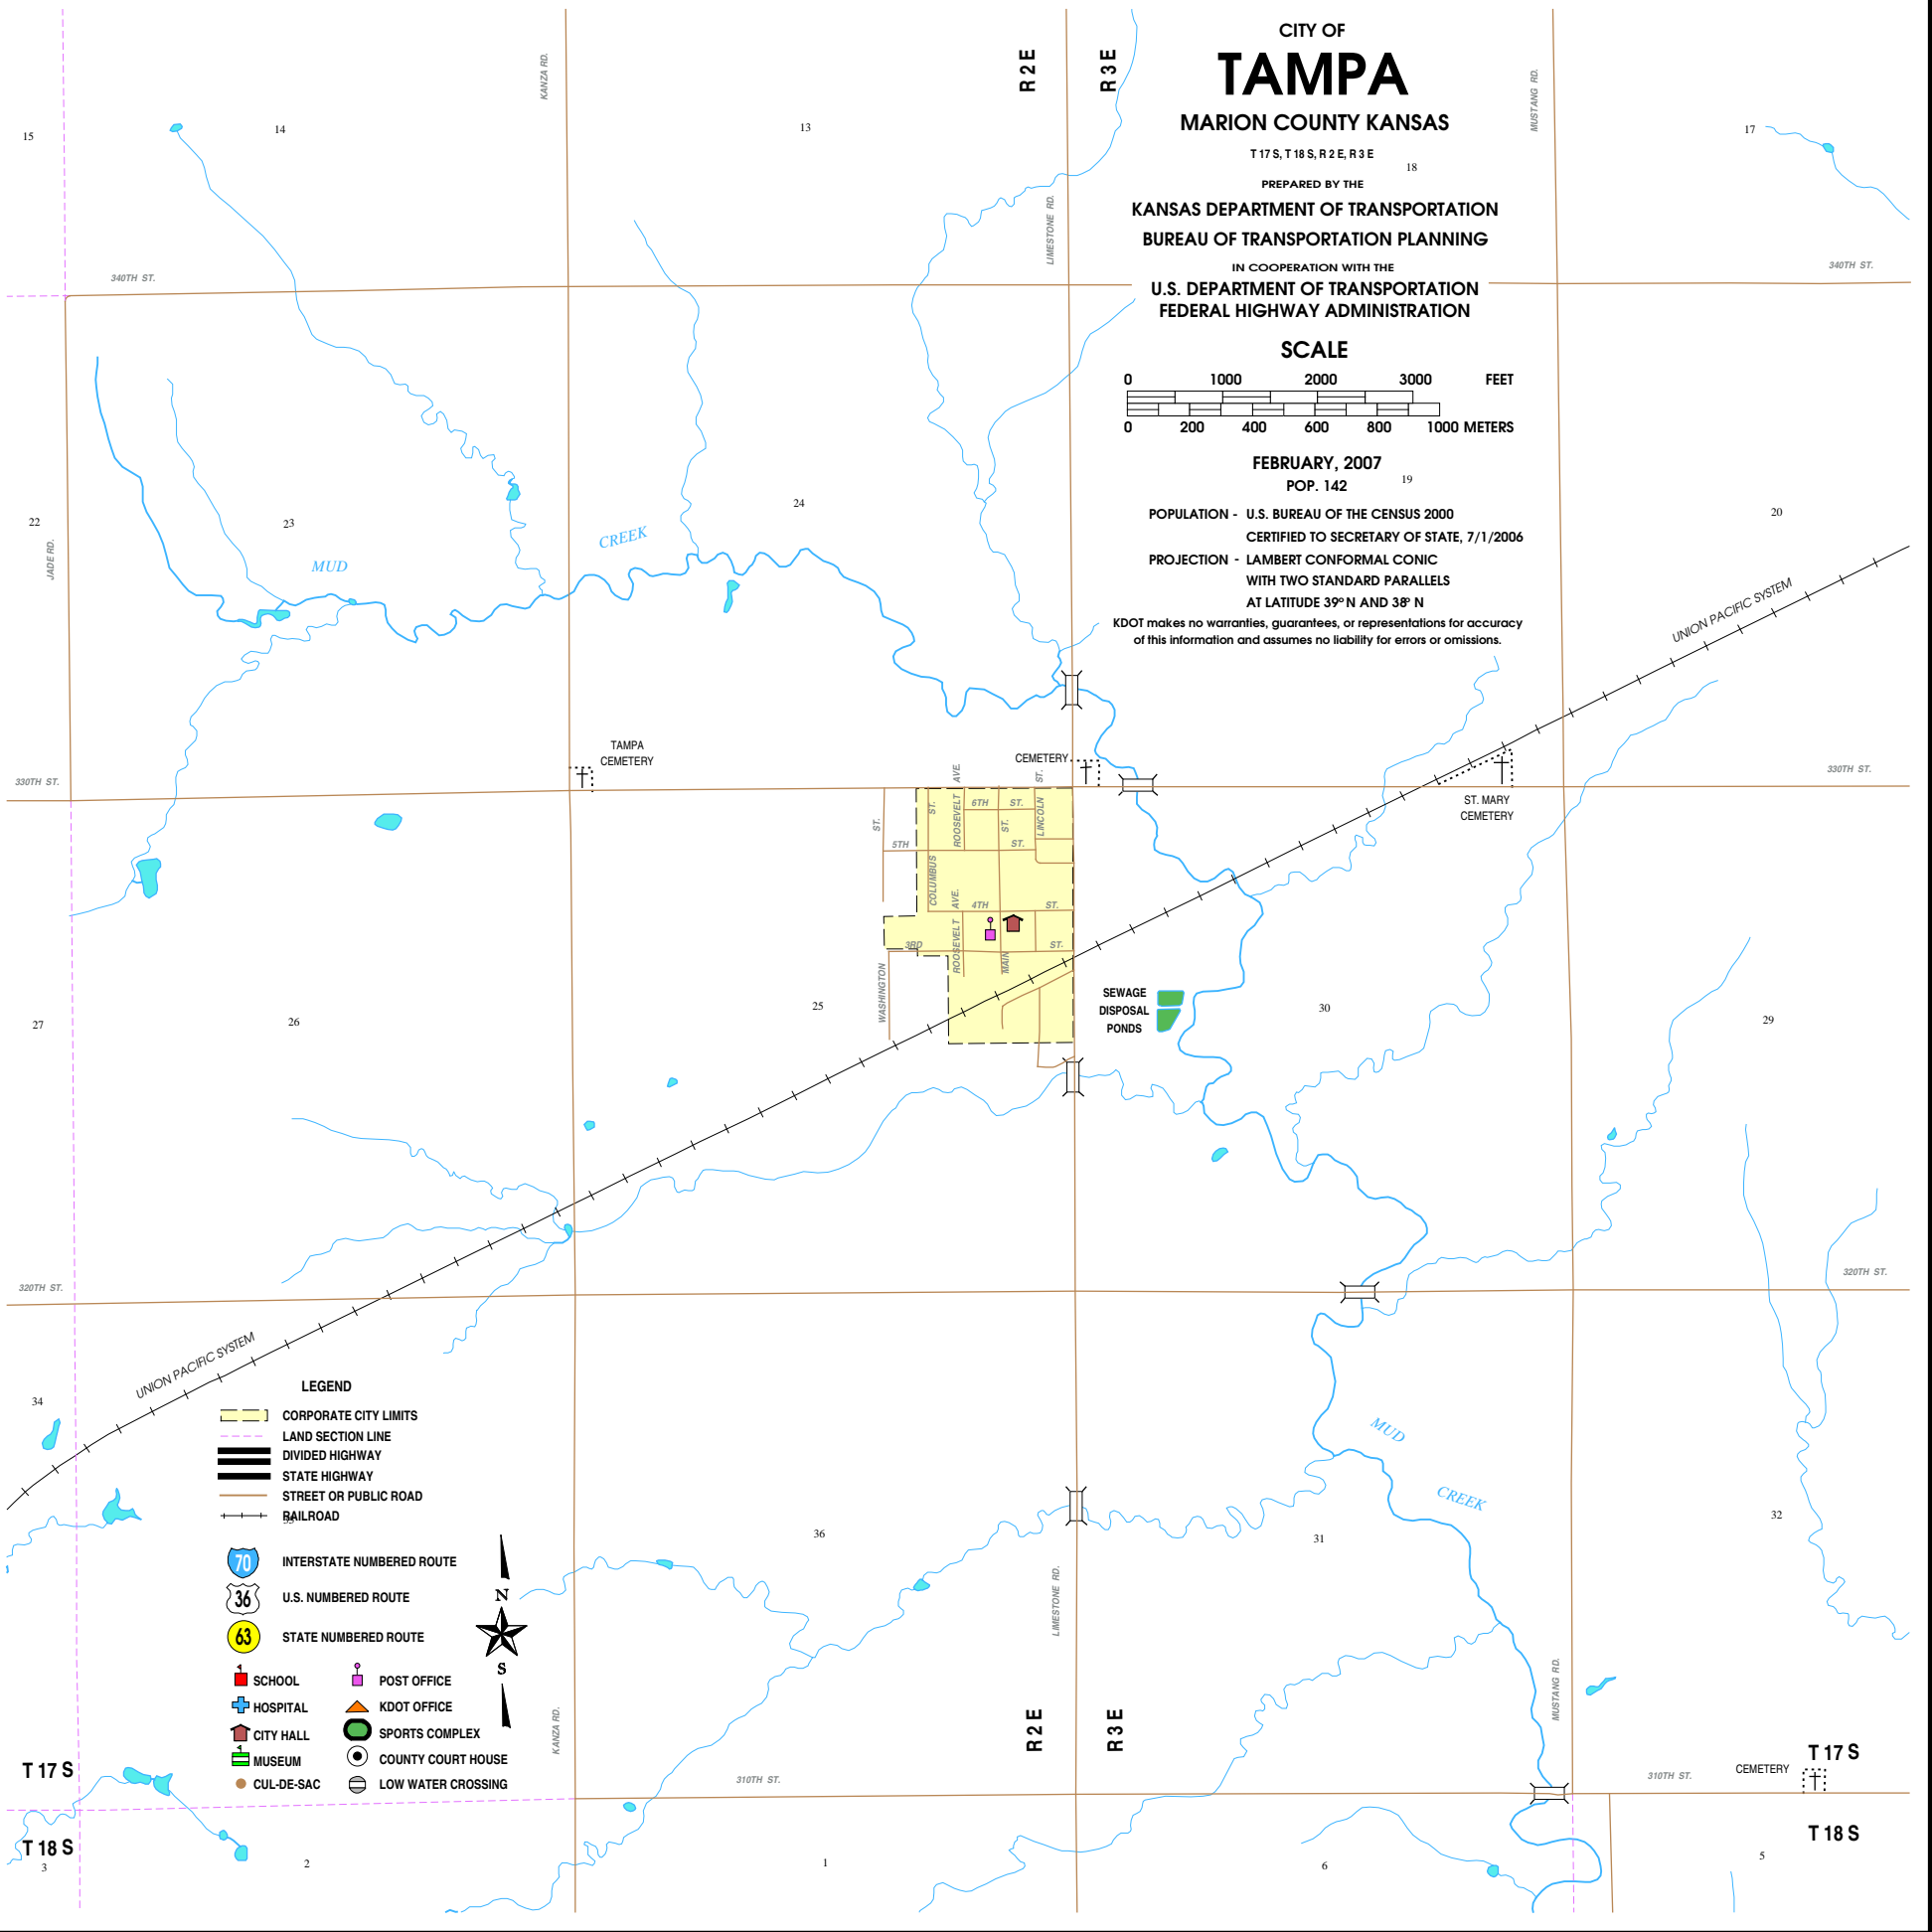 CITY OF
TAMPA
MARION COUNTY KANSAS
T 17 S, T 18 S, R 2 E, R 3 E
PREPARED BY THE
KANSAS DEPARTMENT OF TRANSPORTATION
BUREAU OF TRANSPORTATION PLANNING
IN COOPERATION WITH THE
U.S. DEPARTMENT OF TRANSPORTATION
FEDERAL HIGHWAY ADMINISTRATION
SCALE
0 1000 2000 3000 FEET
0 200 400 600 800 1000 METERS
FEBRUARY, 2007
POP. 142
POPULATION - U.S. BUREAU OF THE CENSUS 2000
CERTIFIED TO SECRETARY OF STATE, 7/1/2006
PROJECTION - LAMBERT CONFORMAL CONIC
WITH TWO STANDARD PARALLELS
AT LATITUDE 39° N AND 38° N
KDOT makes no warranties, guarantees, or representations for accuracy
of this information and assumes no liability for errors or omissions.
R 2 E
R 3 E
KANZA RD.
LIMESTONE RD.
MUSTANG RD.
15
14
13
18
17
340TH ST.
340TH ST.
JADE RD.
22
23
24
19
20
MUD
CREEK
UNION PACIFIC SYSTEM
TAMPA
CEMETERY
CEMETERY
330TH ST.
330TH ST.
ST. MARY
CEMETERY
ST.
ST.
ROOSEVELT AVE.
6TH ST.
ST.
LINCOLN ST.
5TH ST.
COLUMBUS
ROOSEVELT AVE.
4TH ST.
3RD ST.
MAIN
WASHINGTON
SEWAGE
DISPOSAL
PONDS
27
26
25
30
29
320TH ST.
320TH ST.
UNION PACIFIC SYSTEM
34
MUD
CREEK
36
31
32
LEGEND
CORPORATE CITY LIMITS
LAND SECTION LINE
DIVIDED HIGHWAY
STATE HIGHWAY
STREET OR PUBLIC ROAD
RAILROAD
35
70 INTERSTATE NUMBERED ROUTE
36 U.S. NUMBERED ROUTE
63 STATE NUMBERED ROUTE
N
S
SCHOOL
POST OFFICE
HOSPITAL
KDOT OFFICE
CITY HALL
SPORTS COMPLEX
MUSEUM
COUNTY COURT HOUSE
CUL-DE-SAC
LOW WATER CROSSING
KANZA RD.
LIMESTONE RD.
MUSTANG RD.
R 2 E
R 3 E
T 17 S
T 17 S
310TH ST.
310TH ST.
CEMETERY
T 18 S
T 18 S
3
2
1
6
5